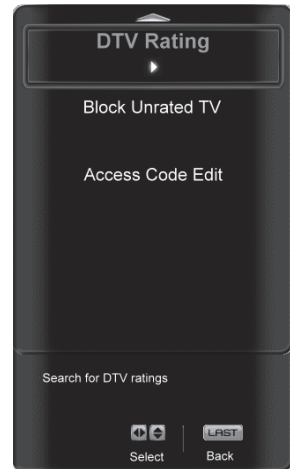 DTV Rating
Block Unrated TV
Access Code Edit
Search for DTV ratings
LAST
Select Back